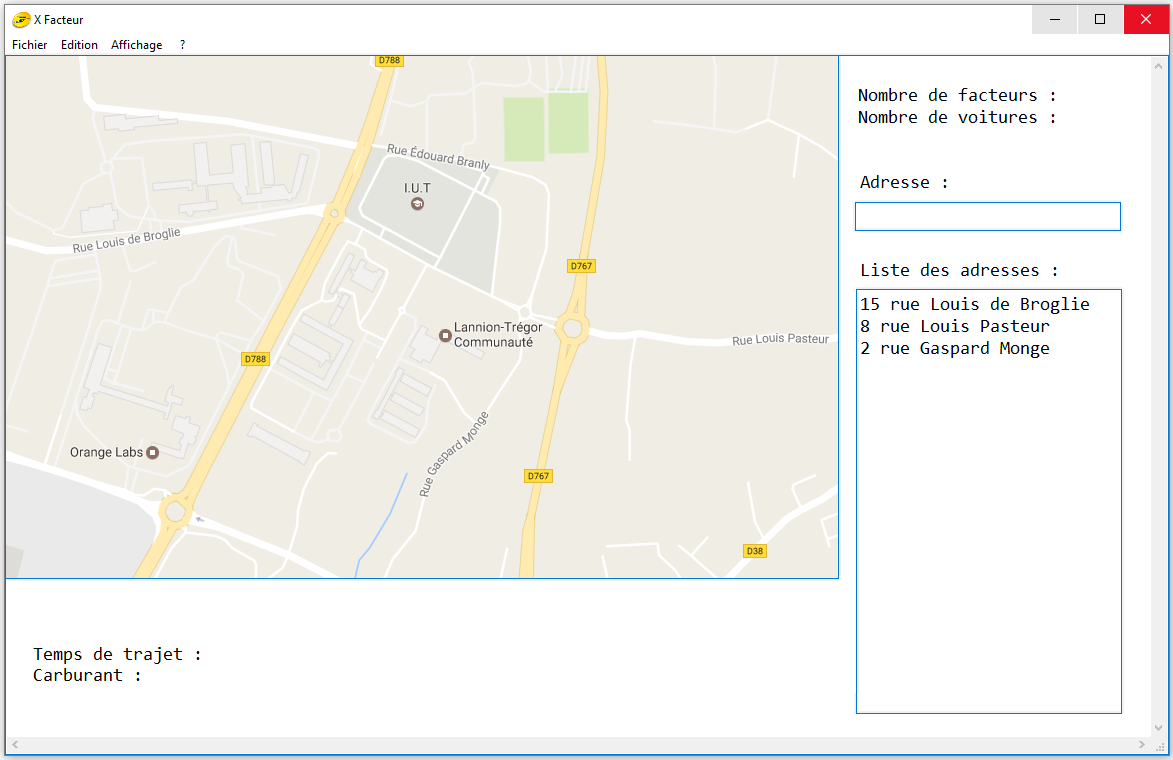 X Facteur
Fichier Edition Affichage ?
D788
Rue Édouard Branly
I.U.T
Rue Louis de Broglie
D767
Lannion-Trégor
Communauté
Rue Louis Pasteur
D788
Rue Gaspard Monge
Orange Labs
D767
D38
Nombre de facteurs :
Nombre de voitures :
Adresse :
Liste des adresses :
15 rue Louis de Broglie
8 rue Louis Pasteur
2 rue Gaspard Monge
Temps de trajet :
Carburant :